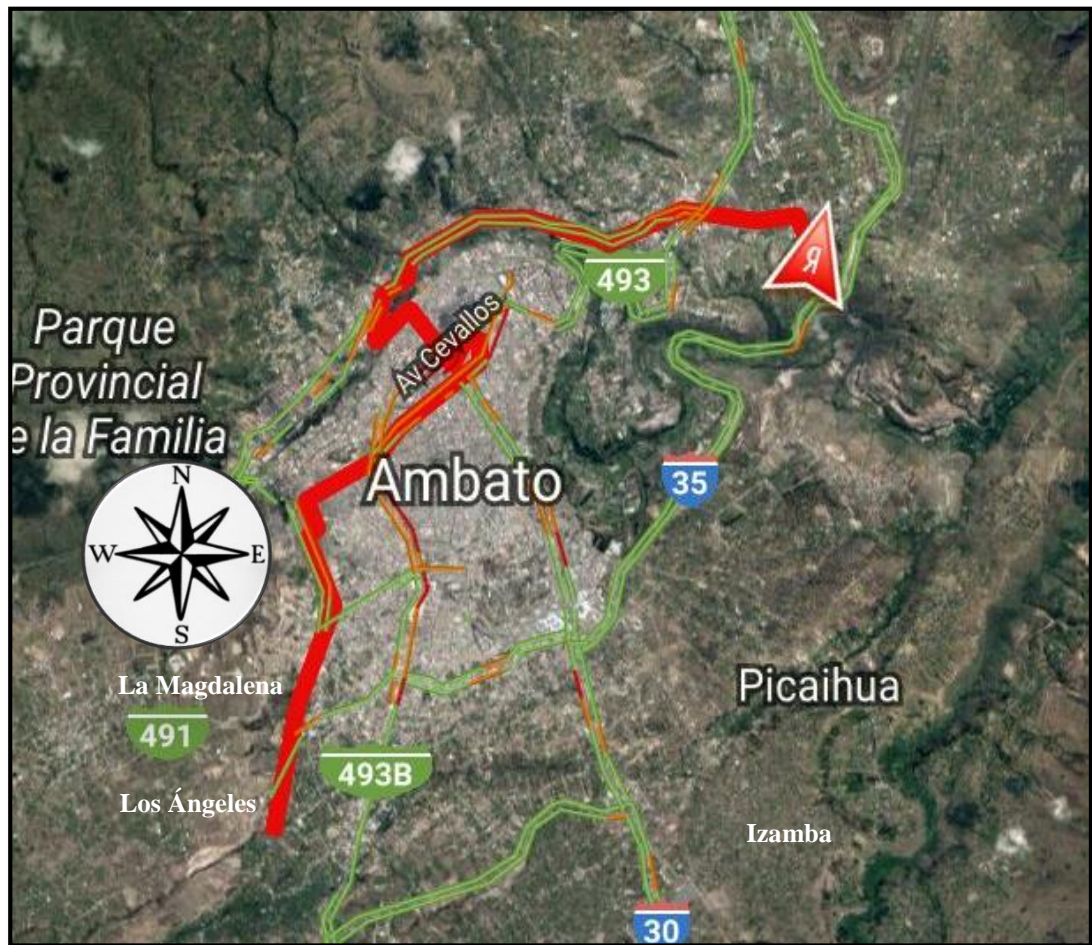 493
Av.Cevallos
Parque
Provincial
e la Familia
Ambato
35
N
W
E
S
La Magdalena
491
Picaihua
493B
Los Ángeles
Izamba
30